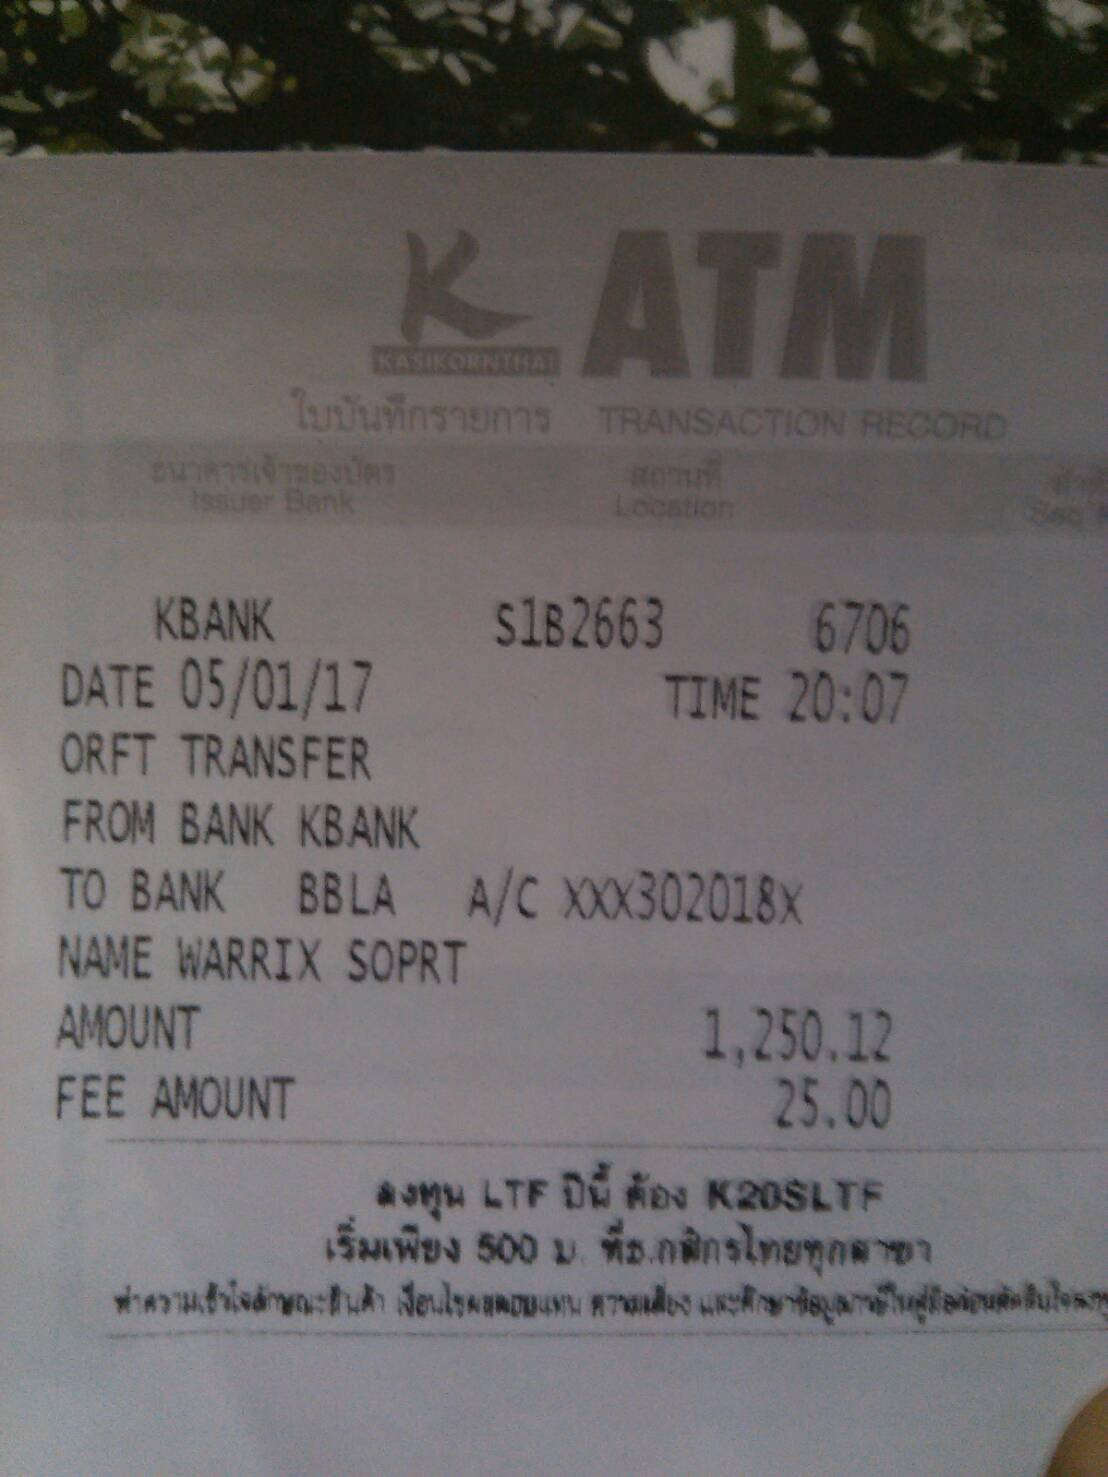 K ATM
KASIKORNTHAI
ใบบันทึกรายการ TRANSACTION RECORD
ธนาคารเจ้าของบัตร สถานที่
Issuer Bank Location Seq
KBANK S1B2663 6706
DATE 05/01/17 TIME 20:07
ORFT TRANSFER
FROM BANK KBANK
TO BANK BBLA A/C XXX302018X
NAME WARRIX SOPRT
AMOUNT 1,250.12
FEE AMOUNT 25.00
ลงทุน LTF ปีนี้ ต้อง K20SLTF
เริ่มเพียง 500 บ. ที่ธ.กสิกรไทยทุกสาขา
ทำความเข้าใจลักษณะสินค้า เงื่อนไขผลตอบแทน ความเสี่ยง และศึกษาข้อมูลภาษีในคู่มือก่อนตัดสินใจลงทุ